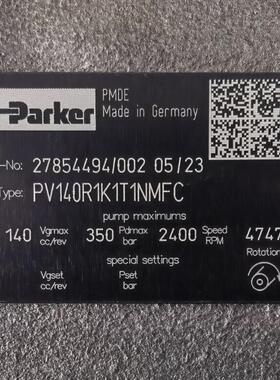 Parker
PMDE
Made in Germany
-No: 27854494/002 05/23
Type: PV140R1K1T1NMFC
pump maximums
140 Vgmax cc/rev 350 Pdmax bar 2400 Speed RPM 4747
Rotation
special settings
Vgset cc/rev Pset bar